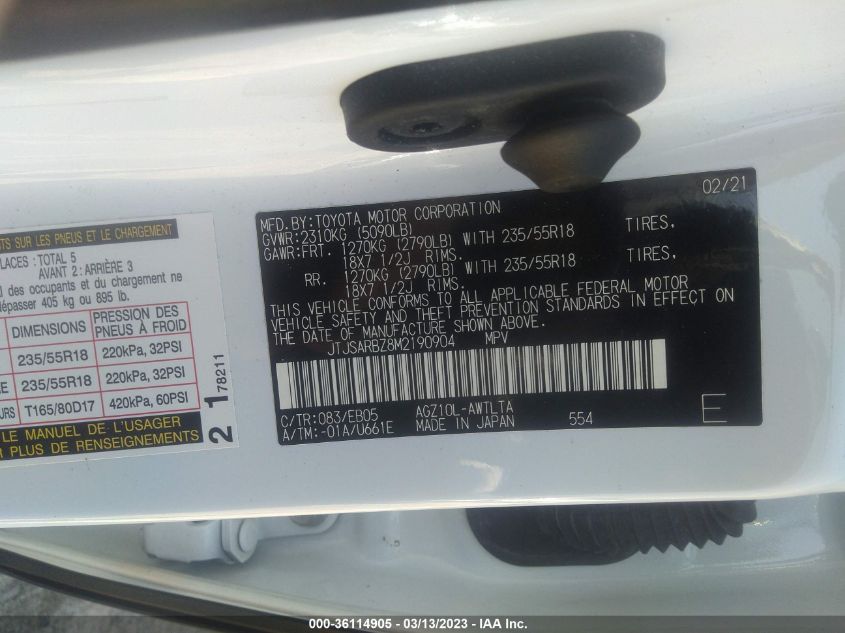 TS SUR LES PNEUS ET LE CHARGEMENT
LACES : TOTAL 5
AVANT 2 : ARRIÈRE 3
des occupants et du chargement ne
dépasser 405 kg ou 895 lb.
DIMENSIONS
PRESSION DES
PNEUS À FROID
235/55R18
220kPa, 32PSI
235/55R18
220kPa, 32PSI
T165/80D17
420kPa, 60PSI
LE MANUEL DE L'USAGER
PLUS DE RENSEIGNEMENTS
2 1 78211
02/21
MFD.BY:TOYOTA MOTOR CORPORATION
GVWR:2310KG (5090LB)
GAWR:FRT. 1270KG (2790LB) WITH 235/55R18 TIRES,
18X7 1/2J RIMS.
RR. 1270KG (2790LB) WITH 235/55R18 TIRES,
18X7 1/2J RIMS.
THIS VEHICLE CONFORMS TO ALL APPLICABLE FEDERAL MOTOR
VEHICLE SAFETY AND THEFT PREVENTION STANDARDS IN EFFECT ON
THE DATE OF MANUFACTURE SHOWN ABOVE.
JTJSARBZ8M2190904 MPV
C/TR:083/EB05 AGZ10L-AWTLTA
A/TM:-01A/U661E MADE IN JAPAN 554 E
000-36114905 - 03/13/2023 - IAA Inc.